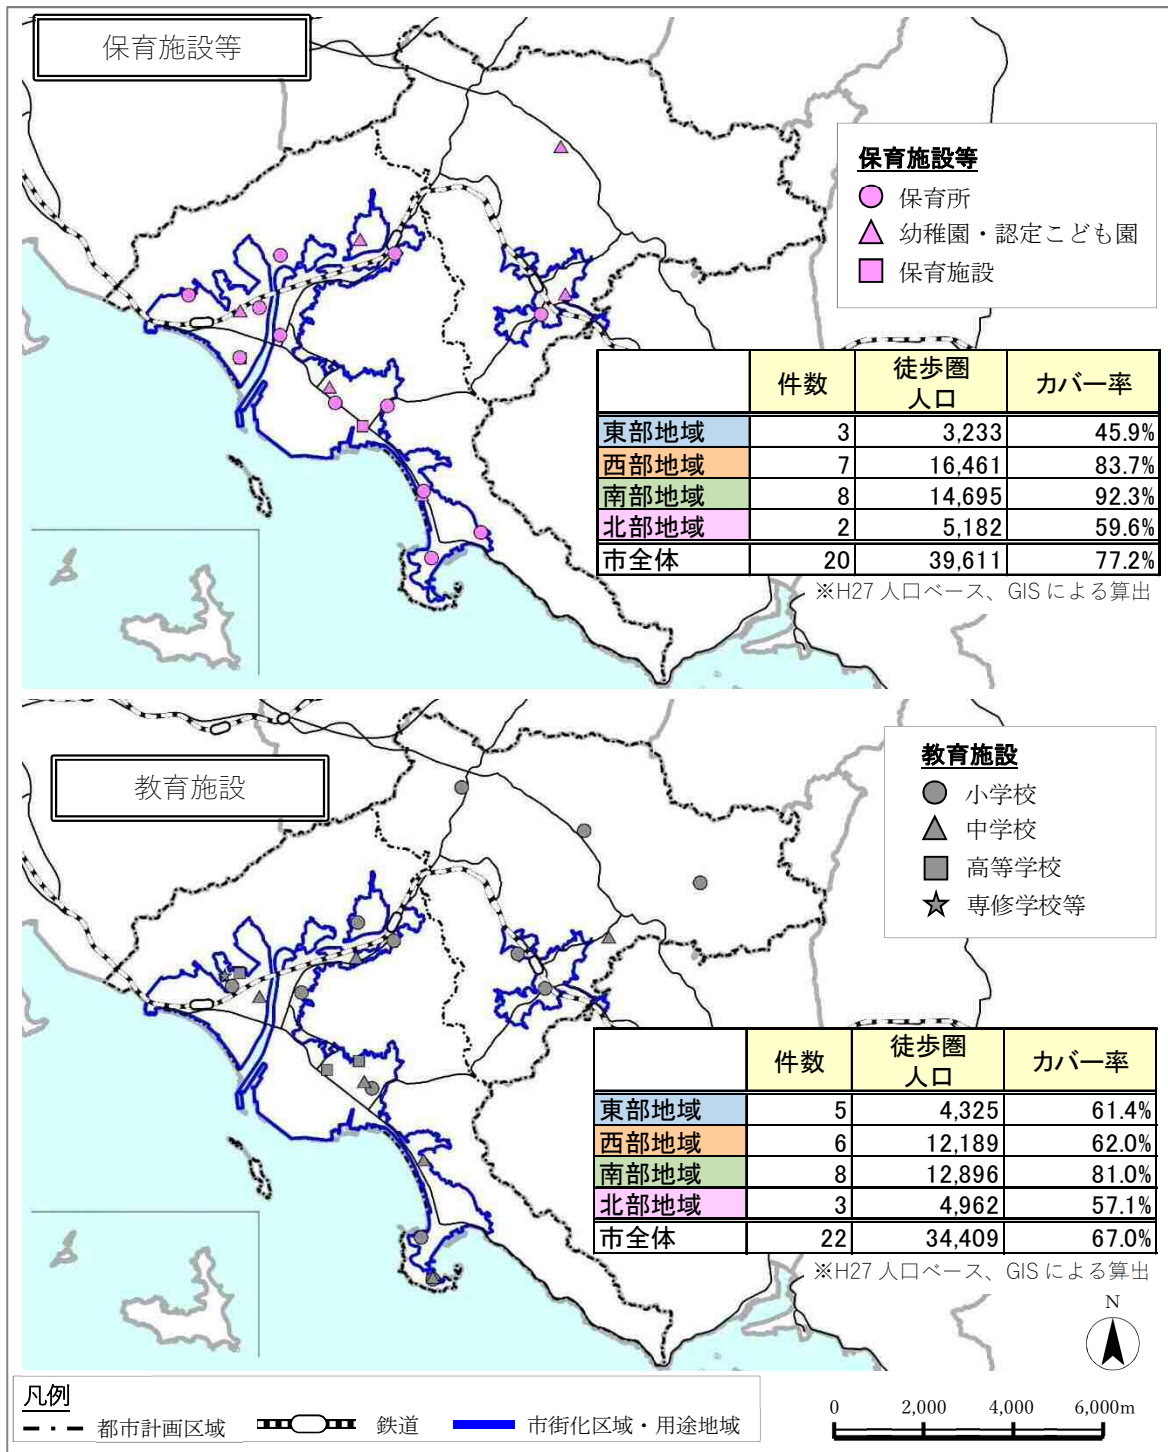 保育施設等
保育施設等
保育所
幼稚園・認定こども園
保育施設
件数 徒歩圏人口 カバー率
東部地域 3 3,233 45.9%
西部地域 7 16,461 83.7%
南部地域 8 14,695 92.3%
北部地域 2 5,182 59.6%
市全体 20 39,611 77.2%
※H27 人口ベース、GIS による算出
教育施設
教育施設
小学校
中学校
高等学校
専修学校等
件数 徒歩圏人口 カバー率
東部地域 5 4,325 61.4%
西部地域 6 12,189 62.0%
南部地域 8 12,896 81.0%
北部地域 3 4,962 57.1%
市全体 22 34,409 67.0%
※H27 人口ベース、GIS による算出
N
凡例
都市計画区域 鉄道 市街化区域・用途地域
0 2,000 4,000 6,000m